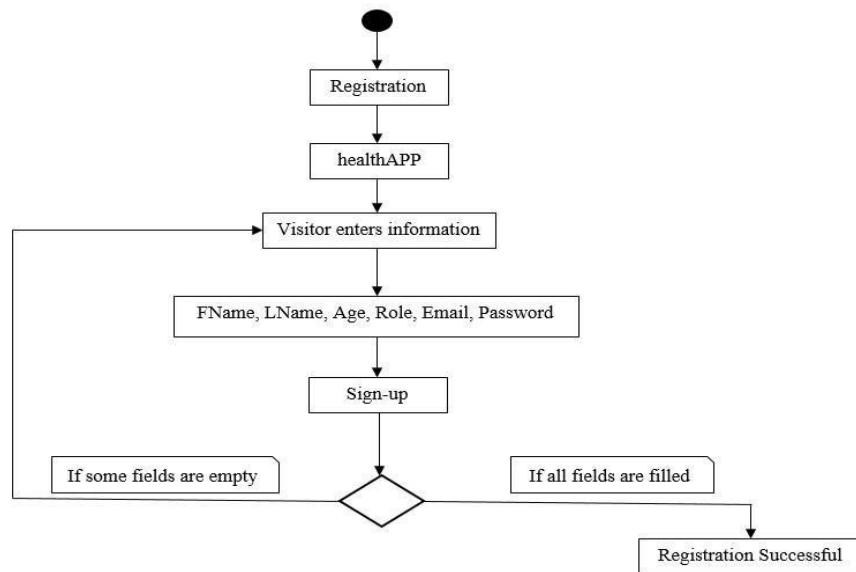 Registration
healthAPP
Visitor enters information
FName, LName, Age, Role, Email, Password
Sign-up
If some fields are empty
If all fields are filled
Registration Successful